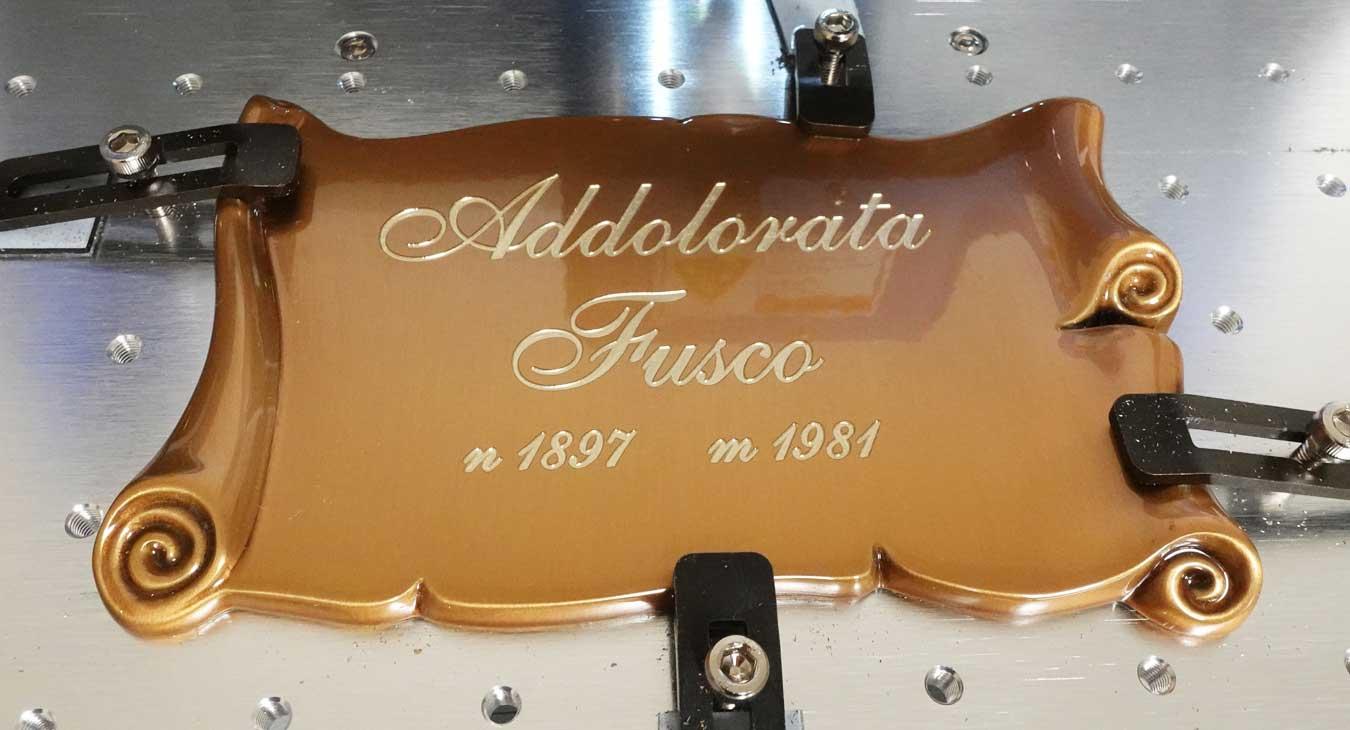 Addolorata
Fusco
n 1897 m 1981